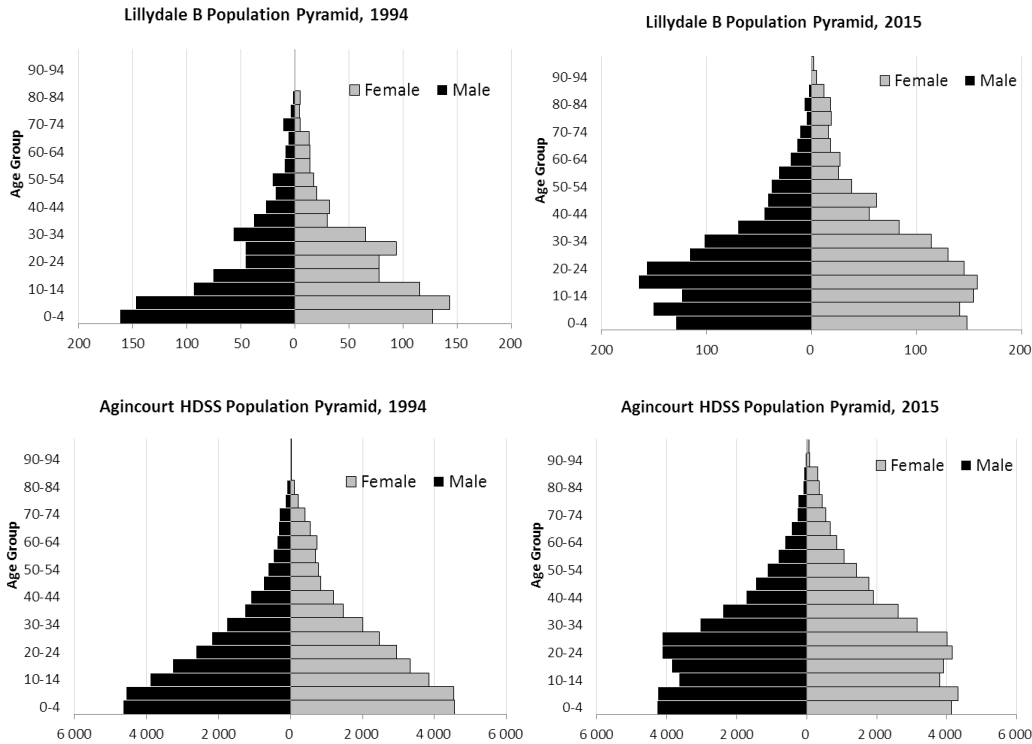 Lillydale B Population Pyramid, 1994
Age Group
90-94
80-84
70-74
60-64
50-54
40-44
30-34
20-24
10-14
0-4
Female Male
200 150 100 50 0 50 100 150 200
Lillydale B Population Pyramid, 2015
Age Group
90-94
80-84
70-74
60-64
50-54
40-44
30-34
20-24
10-14
0-4
Female Male
200 100 0 100 200
Agincourt HDSS Population Pyramid, 1994
Age Group
90-94
80-84
70-74
60-64
50-54
40-44
30-34
20-24
10-14
0-4
Female Male
6 000 4 000 2 000 0 2 000 4 000 6 000
Agincourt HDSS Population Pyramid, 2015
Age Group
90-94
80-84
70-74
60-64
50-54
40-44
30-34
20-24
10-14
0-4
Female Male
6 000 4 000 2 000 0 2 000 4 000 6 000